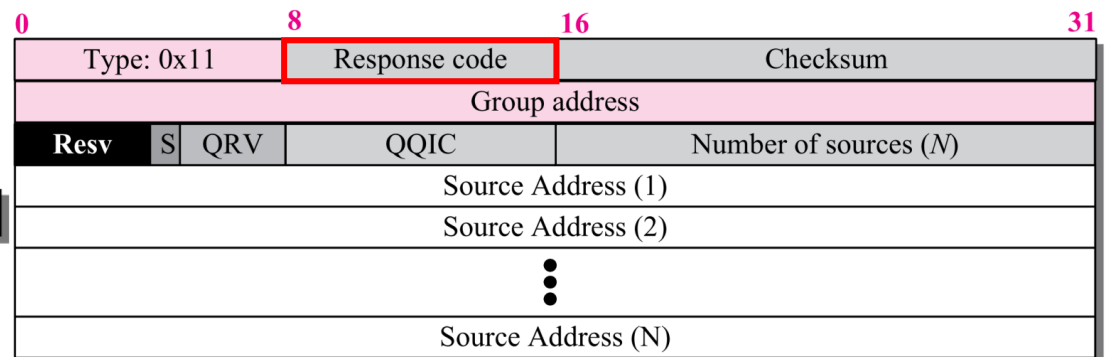 0 8 16 31
Type: 0x11 Response code Checksum
Group address
Resv S QRV QQIC Number of sources (N)
Source Address (1)
Source Address (2)
Source Address (N)